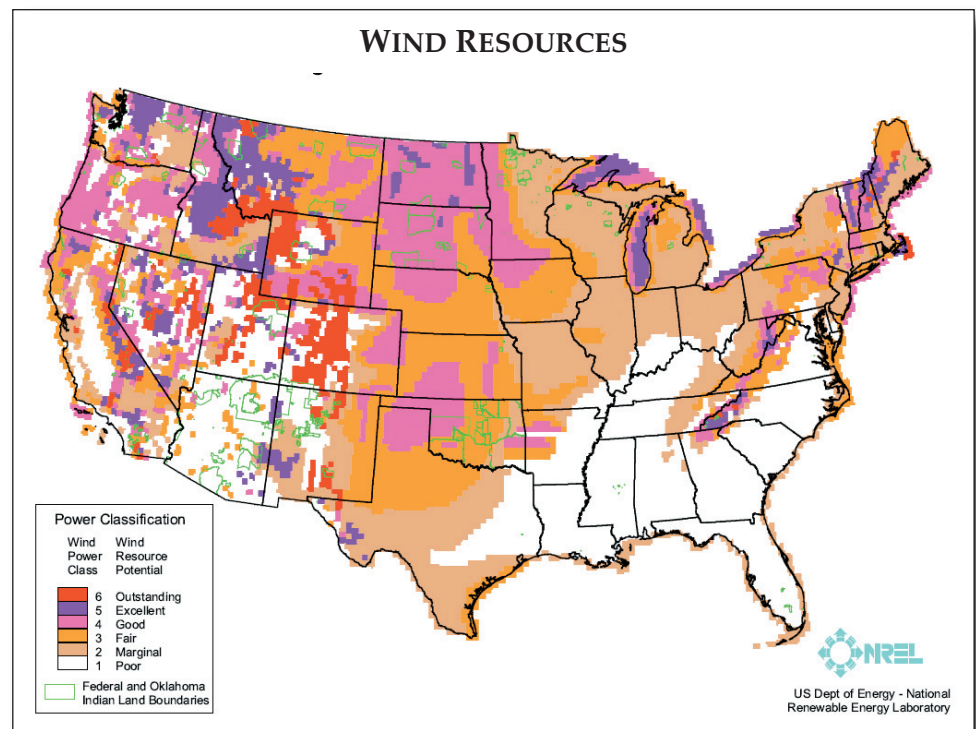 WIND RESOURCES
Power Classification
Wind Wind
Power Resource
Class Potential
6 Outstanding
5 Excellent
4 Good
3 Fair
2 Marginal
1 Poor
Federal and Oklahoma
Indian Land Boundaries
NREL
US Dept of Energy - National
Renewable Energy Laboratory